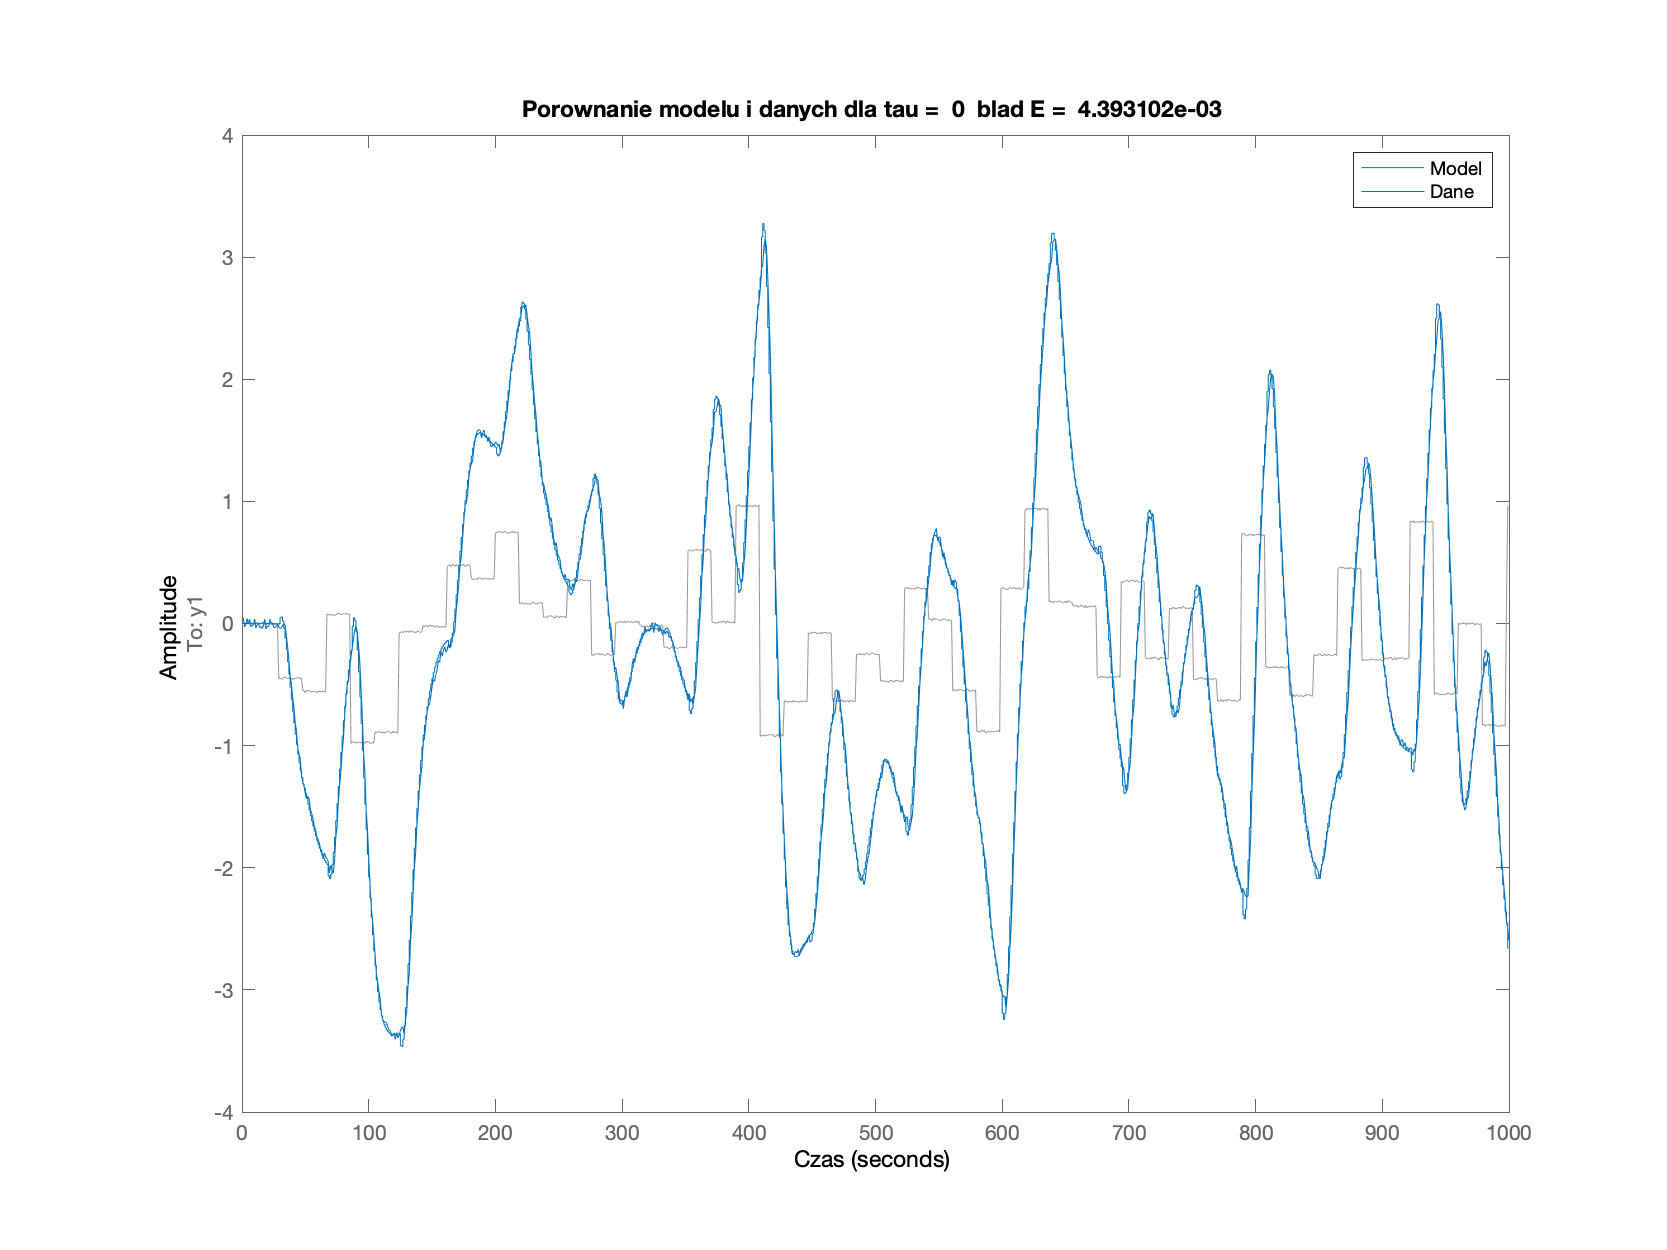 Porownanie modelu i danych dla tau =  0  blad E =  4.393102e-03
Model
Dane
Amplitude
To: y1
4
3
2
1
0
-1
-2
-3
-4
0 100 200 300 400 500 600 700 800 900 1000
Czas (seconds)